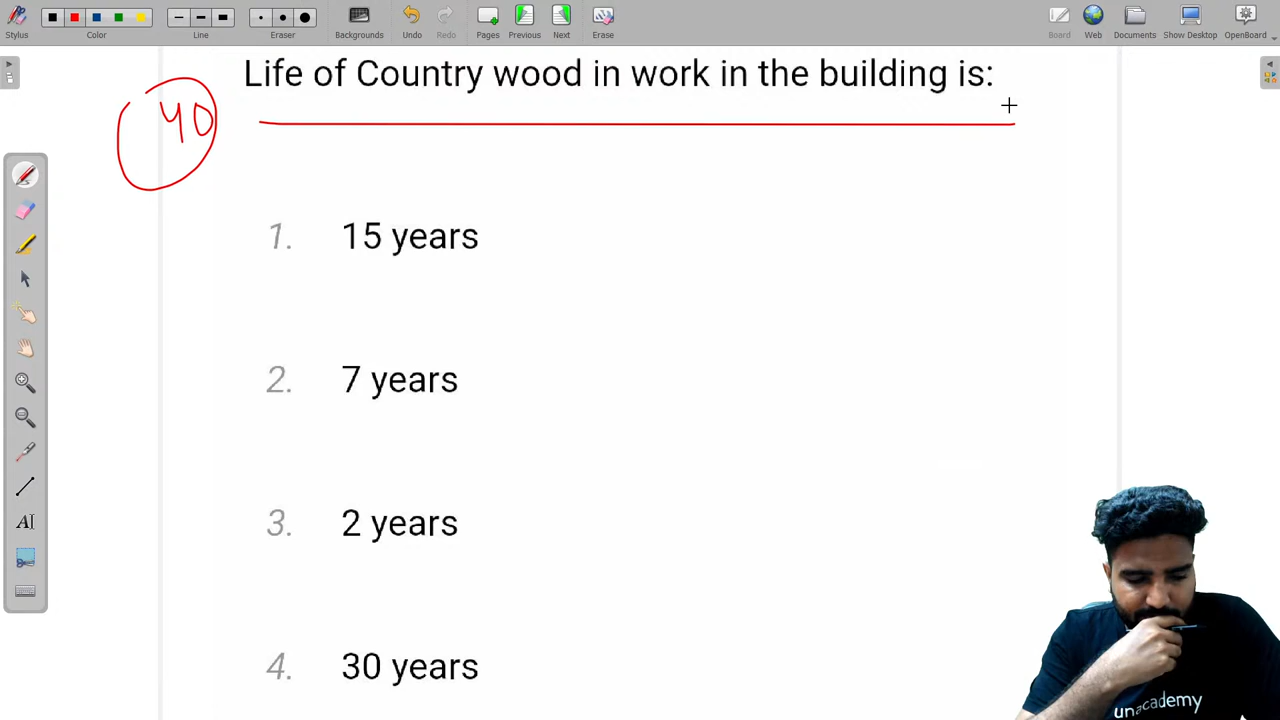 Stylus
Color
Line
Eraser
Backgrounds
Undo
Redo
Pages
Previous
Next
Erase
Board
Web
Documents
Show Desktop
OpenBoard
40
Life of Country wood in work in the building is:
1. 15 years
2. 7 years
3. 2 years
4. 30 years
AI
unacademy